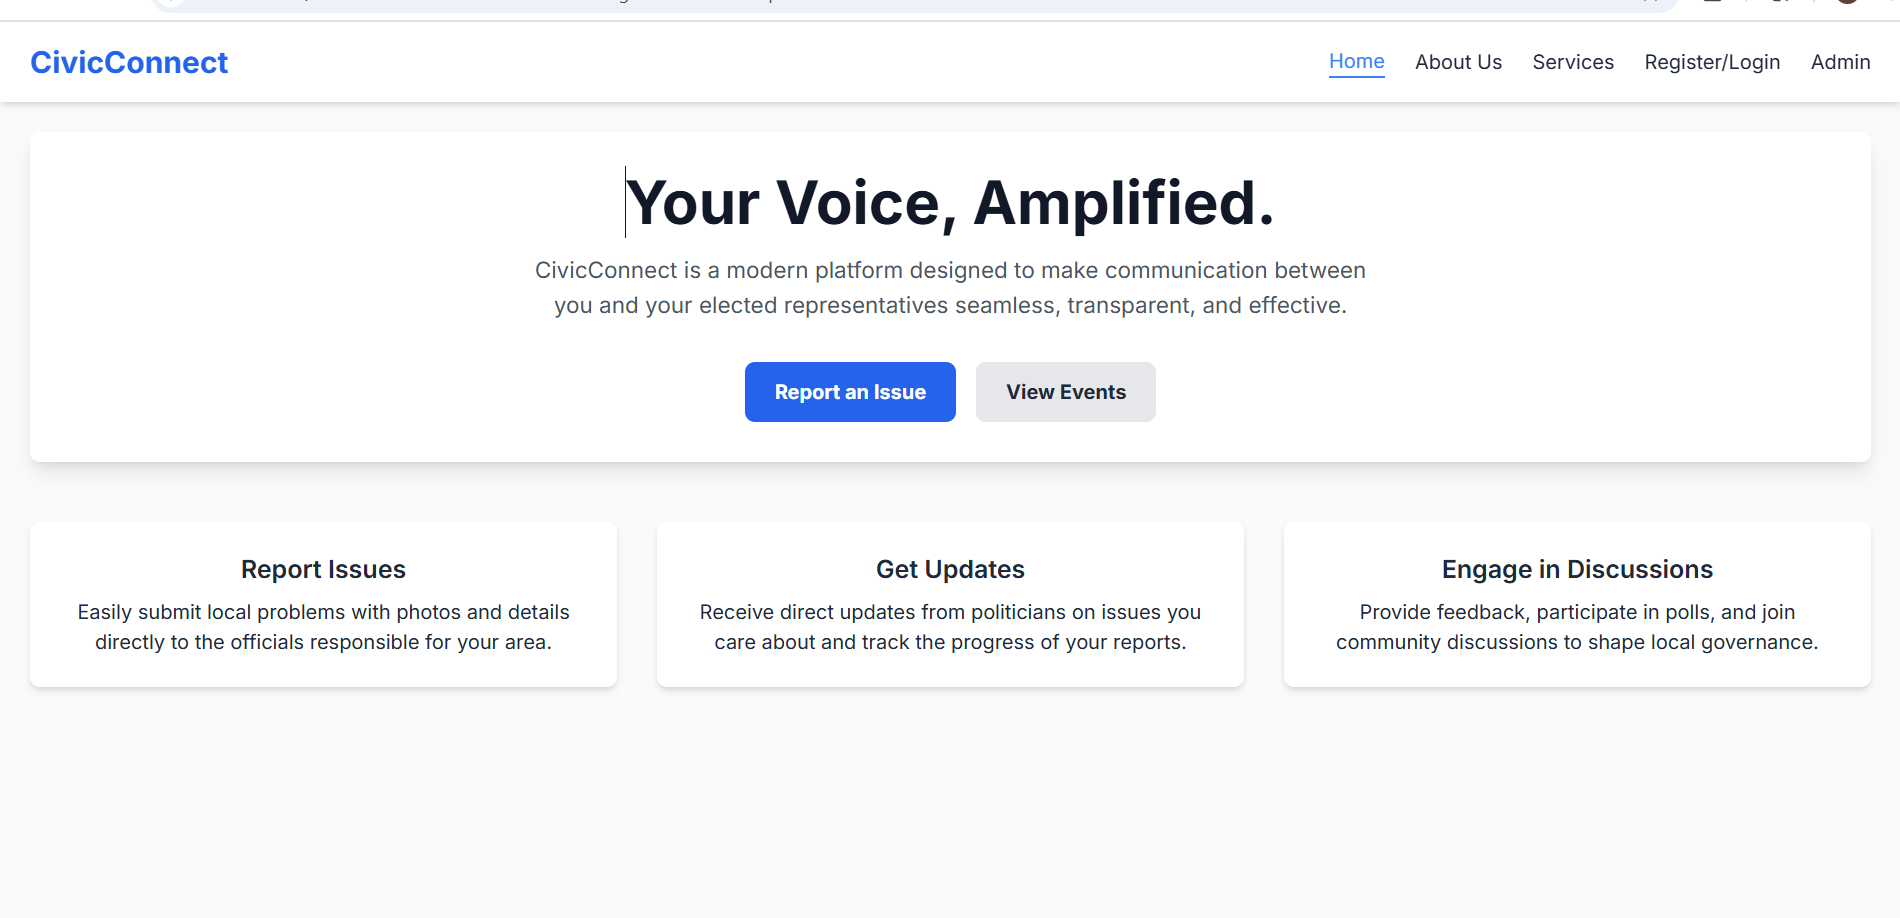 CivicConnect
Home
About Us
Services
Register/Login
Admin
Your Voice, Amplified.
CivicConnect is a modern platform designed to make communication between
you and your elected representatives seamless, transparent, and effective.
Report an Issue
View Events
Report Issues
Easily submit local problems with photos and details
directly to the officials responsible for your area.
Get Updates
Receive direct updates from politicians on issues you
care about and track the progress of your reports.
Engage in Discussions
Provide feedback, participate in polls, and join
community discussions to shape local governance.